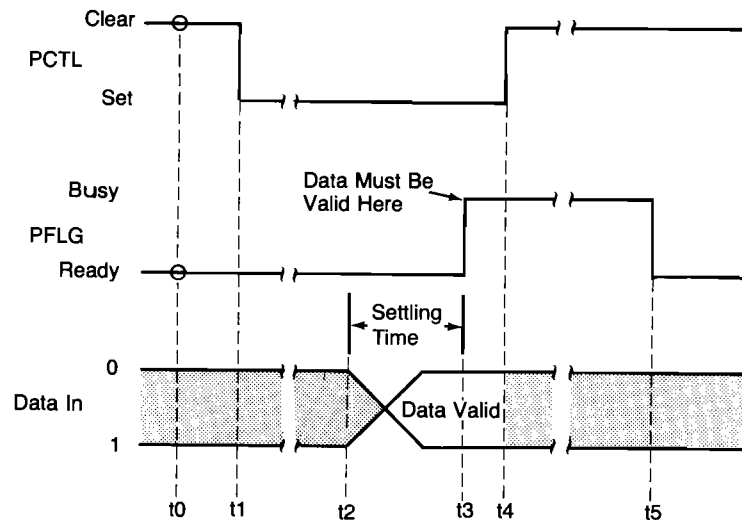 Clear
PCTL
Set
Busy
Data Must Be
Valid Here
PFLG
Ready
Settling
Time
0
Data In
Data Valid
1
t0 t1 t2 t3 t4 t5